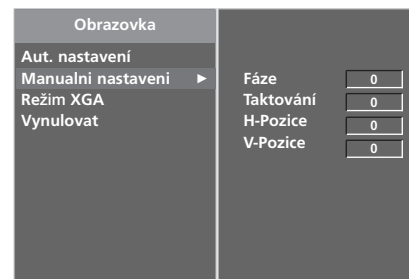 Obrazovka
Aut. nastavení
Manualni nastaveni ►
Režim XGA
Vynulovat
Fáze 0
Taktování 0
H-Pozice 0
V-Pozice 0